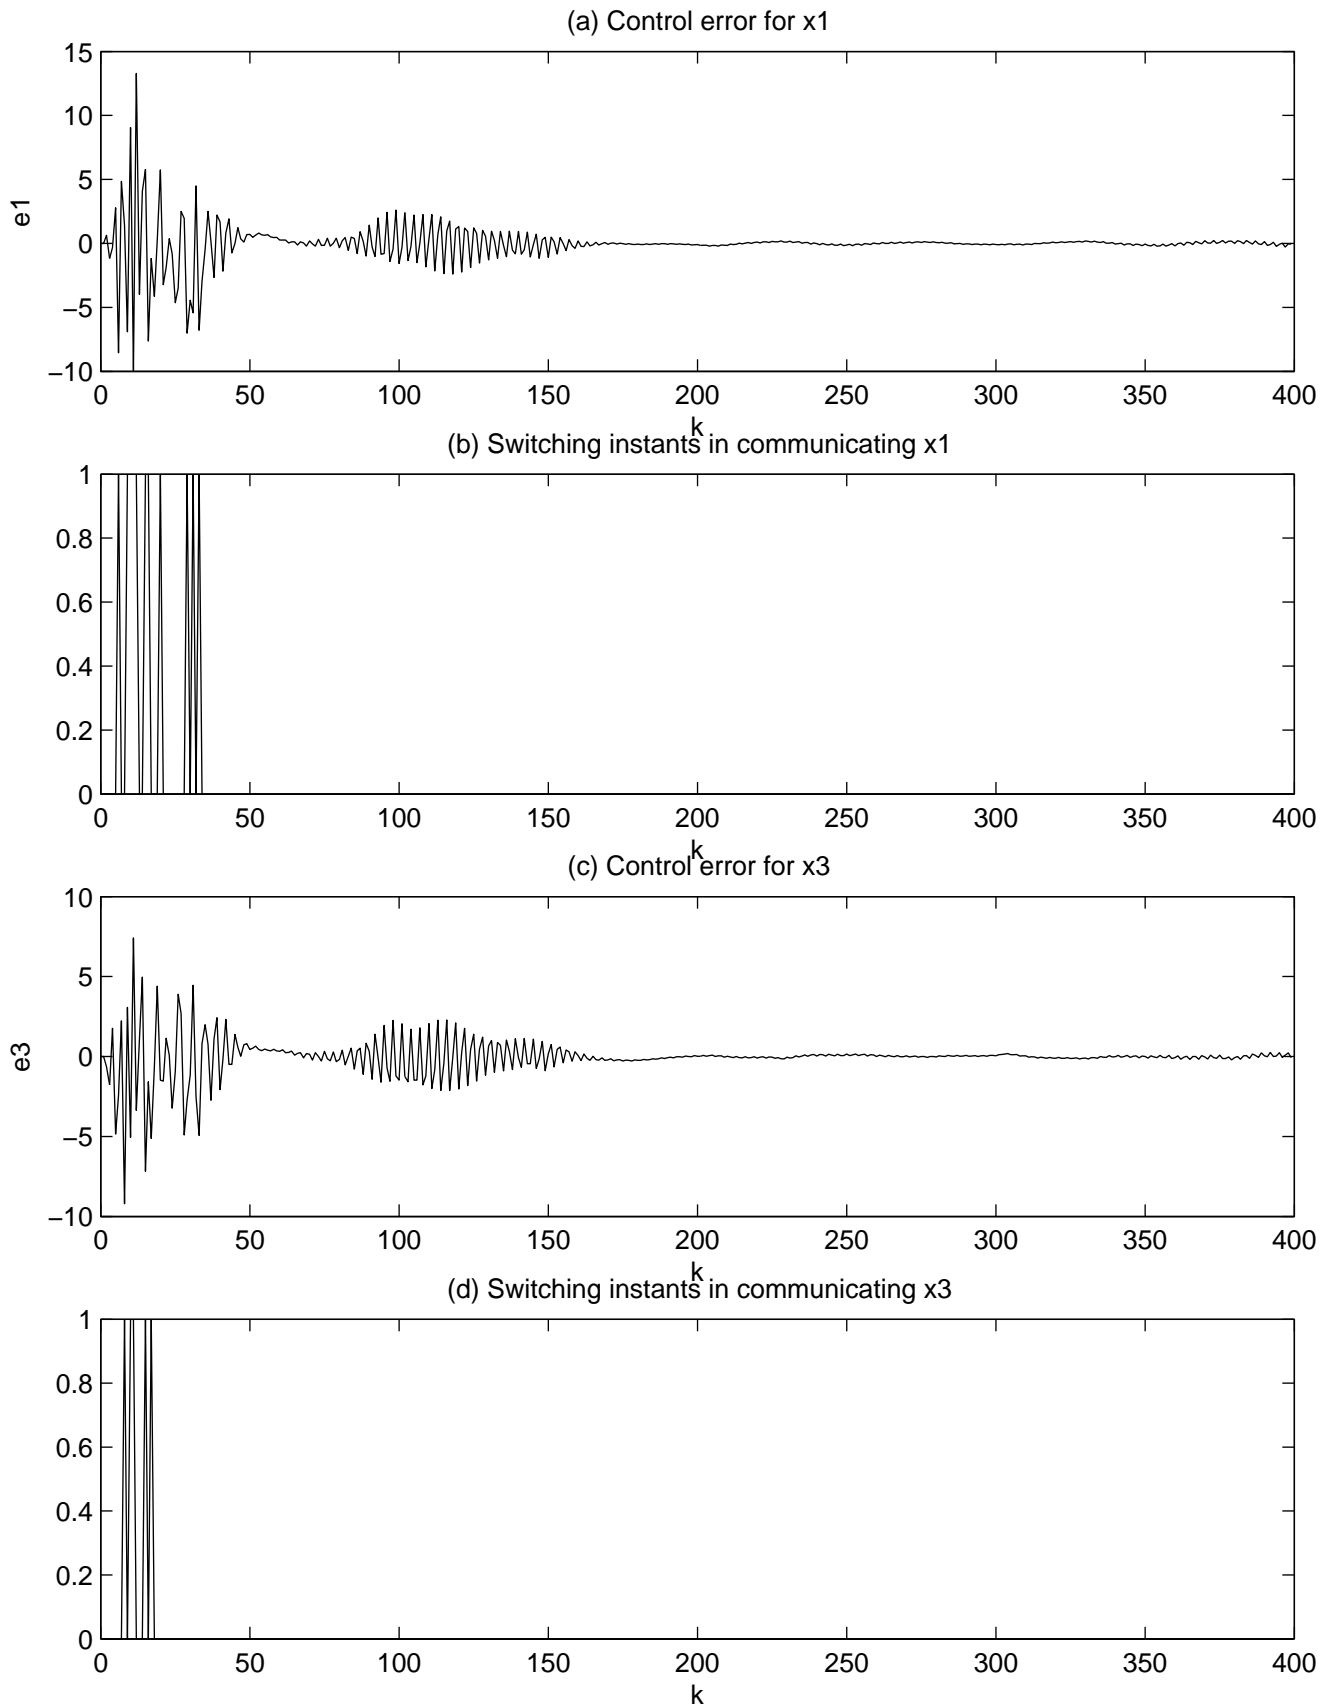 (a) Control error for x1
15
10
5
0
−5
−10
e1
0 50 100 150 200 250 300 350 400
k
(b) Switching instants in communicating x1
1
0.8
0.6
0.4
0.2
0
0 50 100 150 200 250 300 350 400
k
(c) Control error for x3
10
5
0
−5
−10
e3
0 50 100 150 200 250 300 350 400
k
(d) Switching instants in communicating x3
1
0.8
0.6
0.4
0.2
0
0 50 100 150 200 250 300 350 400
k